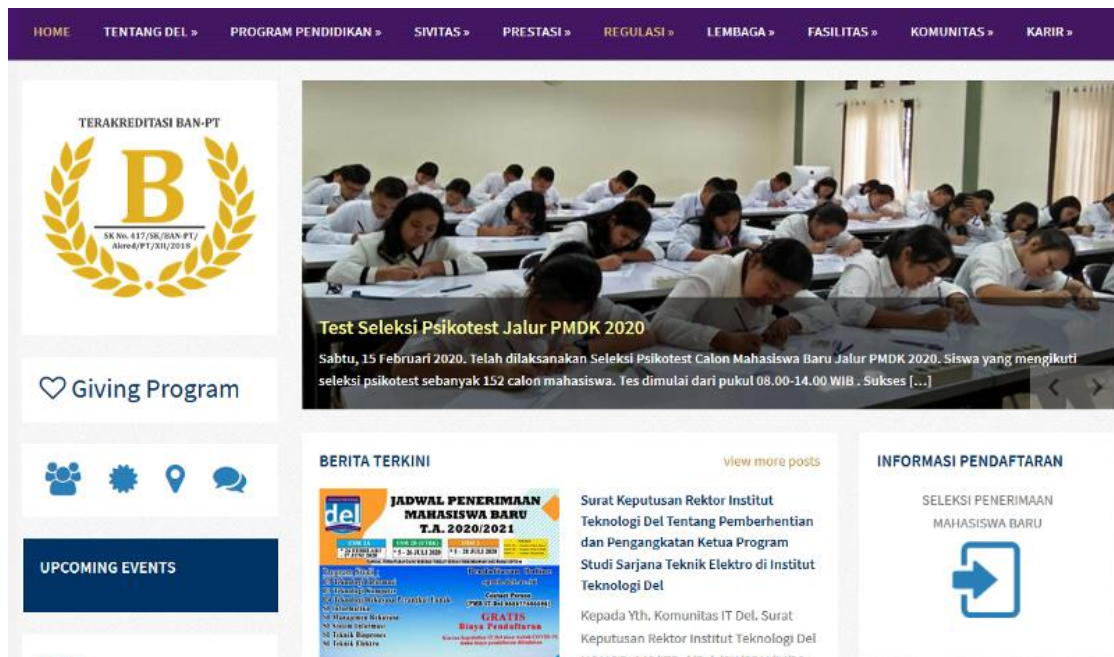 HOME TENTANG DEL » PROGRAM PENDIDIKAN » SIVITAS » PRESTASI » REGULASI » LEMBAGA » FASILITAS » KOMUNITAS » KARIR »
TERAKREDITASI BAN-PT
B
SK No. 417/SK/BAN-PT/
Akred/PT/XII/2018
Test Seleksi Psikotest Jalur PMDK 2020
Sabtu, 15 Februari 2020. Telah dilaksanakan Seleksi Psikotest Calon Mahasiswa Baru Jalur PMDK 2020. Siswa yang mengikuti
seleksi psikotest sebanyak 152 calon mahasiswa. Tes dimulai dari pukul 08.00-14.00 WIB . Sukses [...]
Giving Program
UPCOMING EVENTS
BERITA TERKINI
view more posts
del
JADWAL PENERIMAAN
MAHASISWA BARU
T.A. 2020/2021
Program Studi :
GRATIS
Biaya Pendaftaran
Surat Keputusan Rektor Institut
Teknologi Del Tentang Pemberhentian
dan Pengangkatan Ketua Program
Studi Sarjana Teknik Elektro di Institut
Teknologi Del
Kepada Yth. Komunitas IT Del. Surat
Keputusan Rektor Institut Teknologi Del
INFORMASI PENDAFTARAN
SELEKSI PENERIMAAN
MAHASISWA BARU